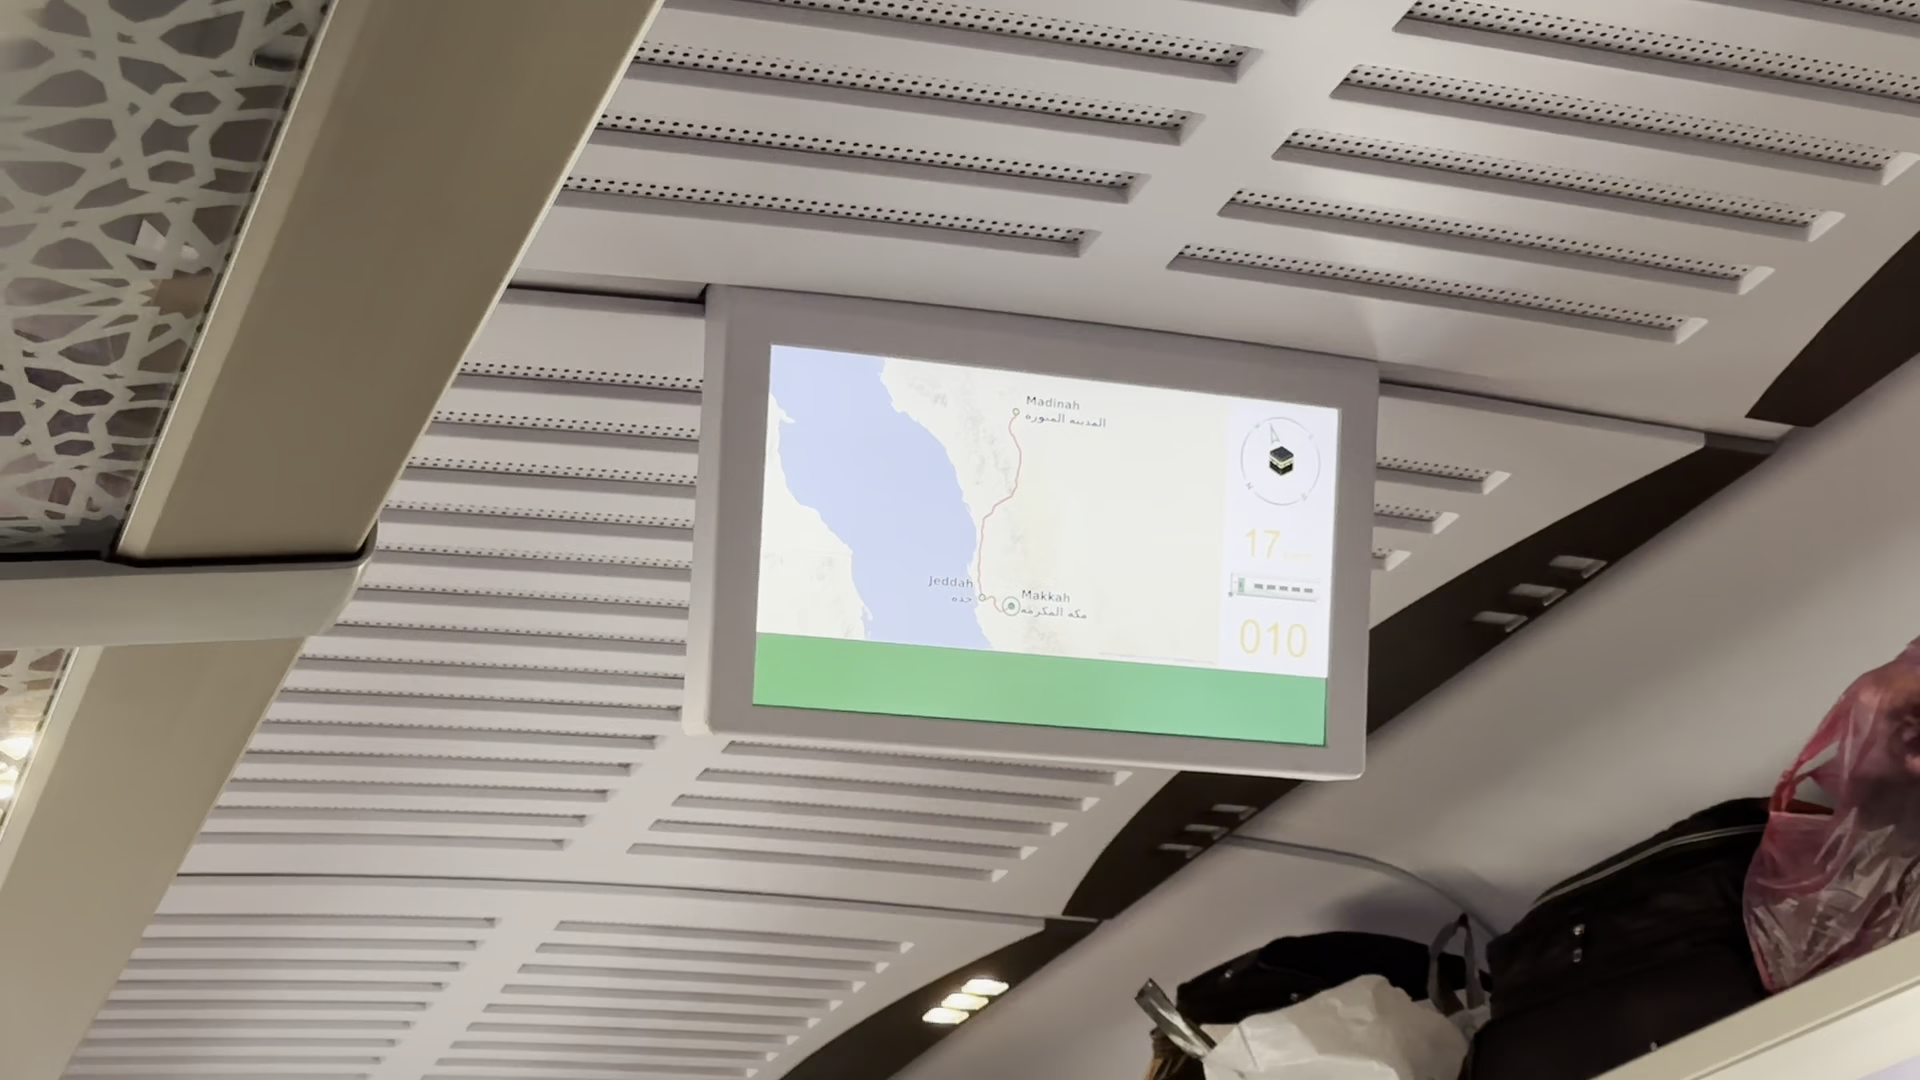 Madinah
المدينة المنورة
Jeddah
جدة
Makkah
مكة المكرمة
17
010